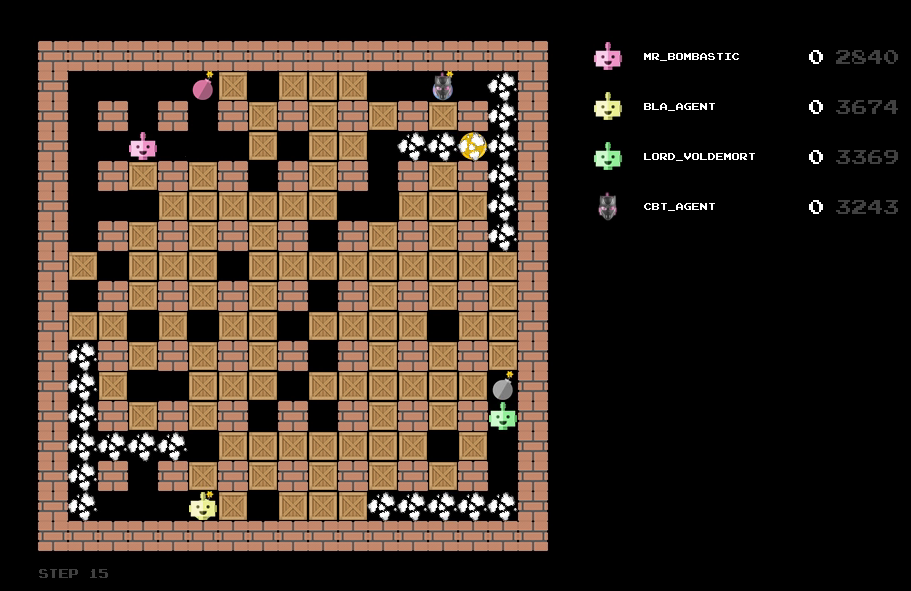 MR_BOMBASTIC 0 2840
BLA_AGENT 0 3674
LORD_VOLDEMORT 0 3369
CBT_AGENT 0 3243
STEP 15